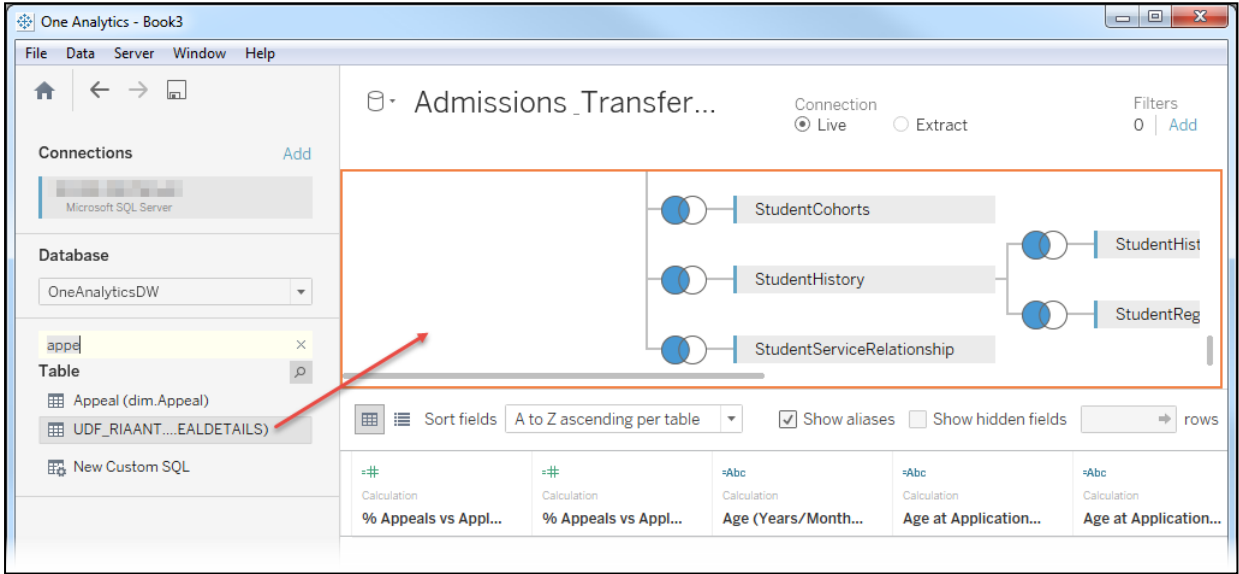 One Analytics - Book3
File Data Server Window Help
Admissions _Transfer...
Connection
Live Extract
Filters
0 Add
Connections Add
Microsoft SQL Server
Database
OneAnalyticsDW
appe
Table
Appeal (dim.Appeal)
UDF_RIAANT....EALDETAILS)
New Custom SQL
StudentCohorts
StudentHistory
StudentServiceRelationship
StudentHist
StudentReg
Sort fields A to Z ascending per table Show aliases Show hidden fields rows
=# =# =Abc =Abc =Abc
Calculation Calculation Calculation Calculation Calculation
% Appeals vs Appl... % Appeals vs Appl... Age (Years/Month... Age at Application... Age at Application...